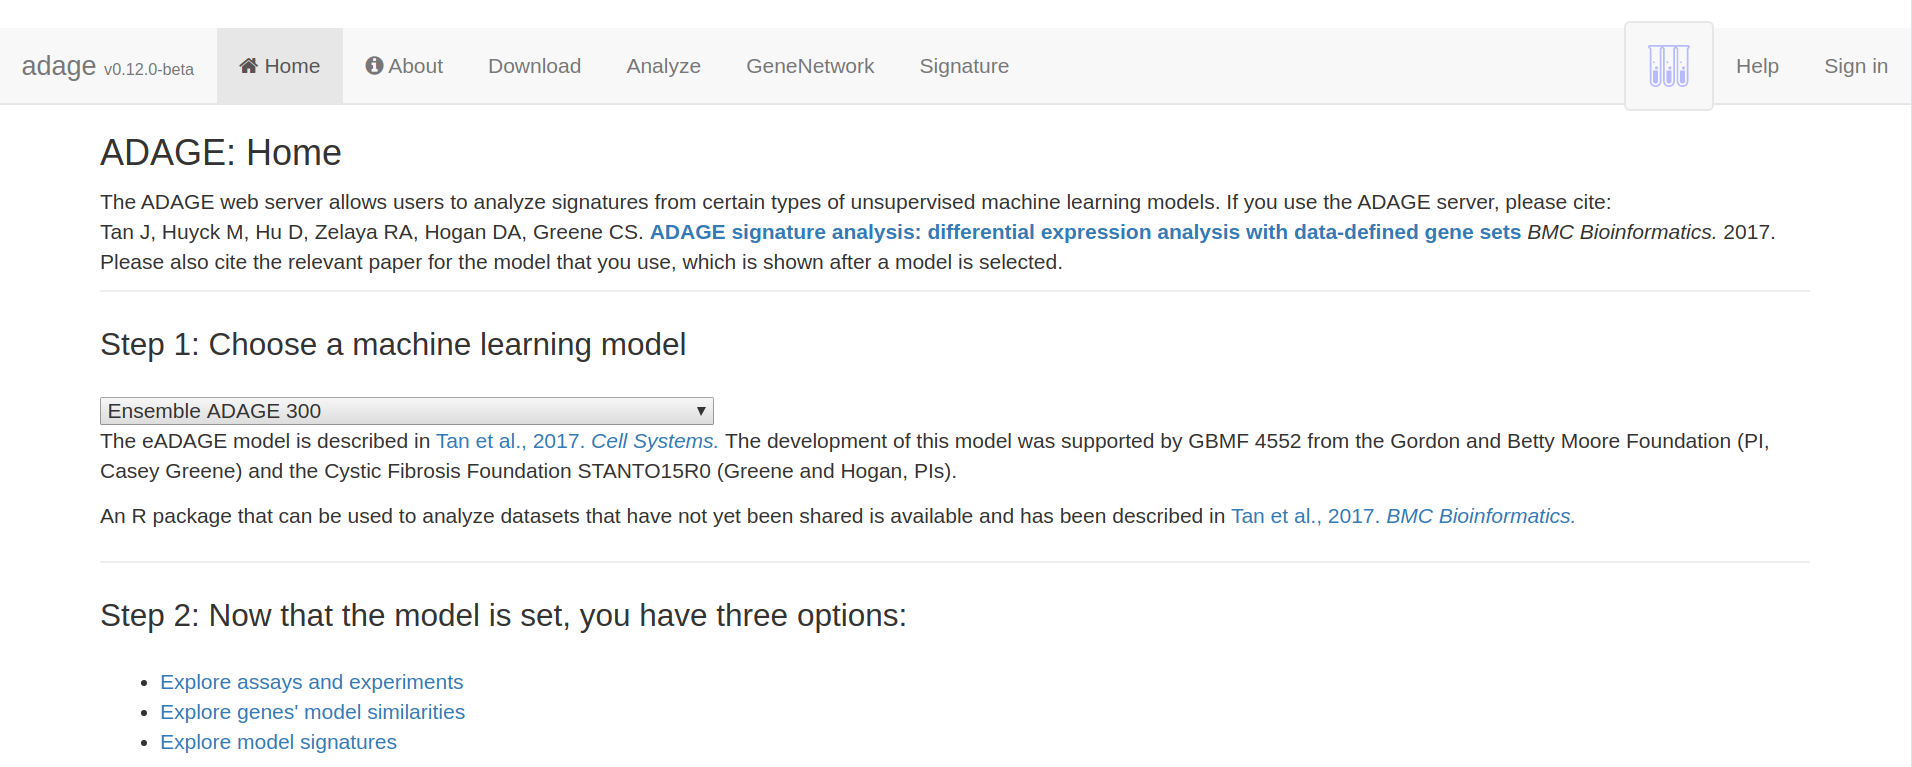 adage v0.12.0-beta Home About Download Analyze GeneNetwork Signature Help Sign in
ADAGE: Home
The ADAGE web server allows users to analyze signatures from certain types of unsupervised machine learning models. If you use the ADAGE server, please cite:
Tan J, Huyck M, Hu D, Zelaya RA, Hogan DA, Greene CS. ADAGE signature analysis: differential expression analysis with data-defined gene sets BMC Bioinformatics. 2017.
Please also cite the relevant paper for the model that you use, which is shown after a model is selected.
Step 1: Choose a machine learning model
Ensemble ADAGE 300
The eADAGE model is described in Tan et al., 2017. Cell Systems. The development of this model was supported by GBMF 4552 from the Gordon and Betty Moore Foundation (PI,
Casey Greene) and the Cystic Fibrosis Foundation STANTO15R0 (Greene and Hogan, PIs).
An R package that can be used to analyze datasets that have not yet been shared is available and has been described in Tan et al., 2017. BMC Bioinformatics.
Step 2: Now that the model is set, you have three options:
• Explore assays and experiments
• Explore genes' model similarities
• Explore model signatures